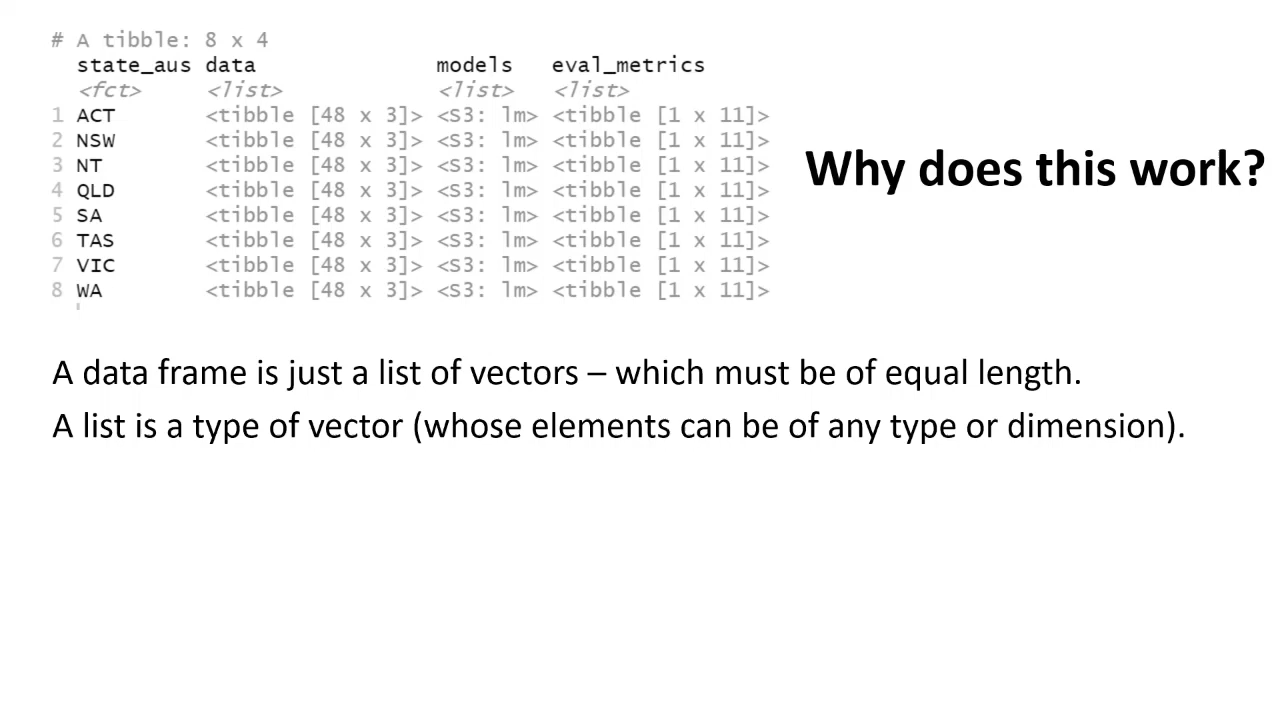 # A tibble: 8 x 4
state_aus data models eval_metrics
<fct> <list> <list> <list>
1 ACT <tibble [48 x 3]> <S3: lm> <tibble [1 x 11]>
2 NSW <tibble [48 x 3]> <S3: lm> <tibble [1 x 11]>
3 NT <tibble [48 x 3]> <S3: lm> <tibble [1 x 11]>
4 QLD <tibble [48 x 3]> <S3: lm> <tibble [1 x 11]>
5 SA <tibble [48 x 3]> <S3: lm> <tibble [1 x 11]>
6 TAS <tibble [48 x 3]> <S3: lm> <tibble [1 x 11]>
7 VIC <tibble [48 x 3]> <S3: lm> <tibble [1 x 11]>
8 WA <tibble [48 x 3]> <S3: lm> <tibble [1 x 11]>
Why does this work?
A data frame is just a list of vectors – which must be of equal length.
A list is a type of vector (whose elements can be of any type or dimension).